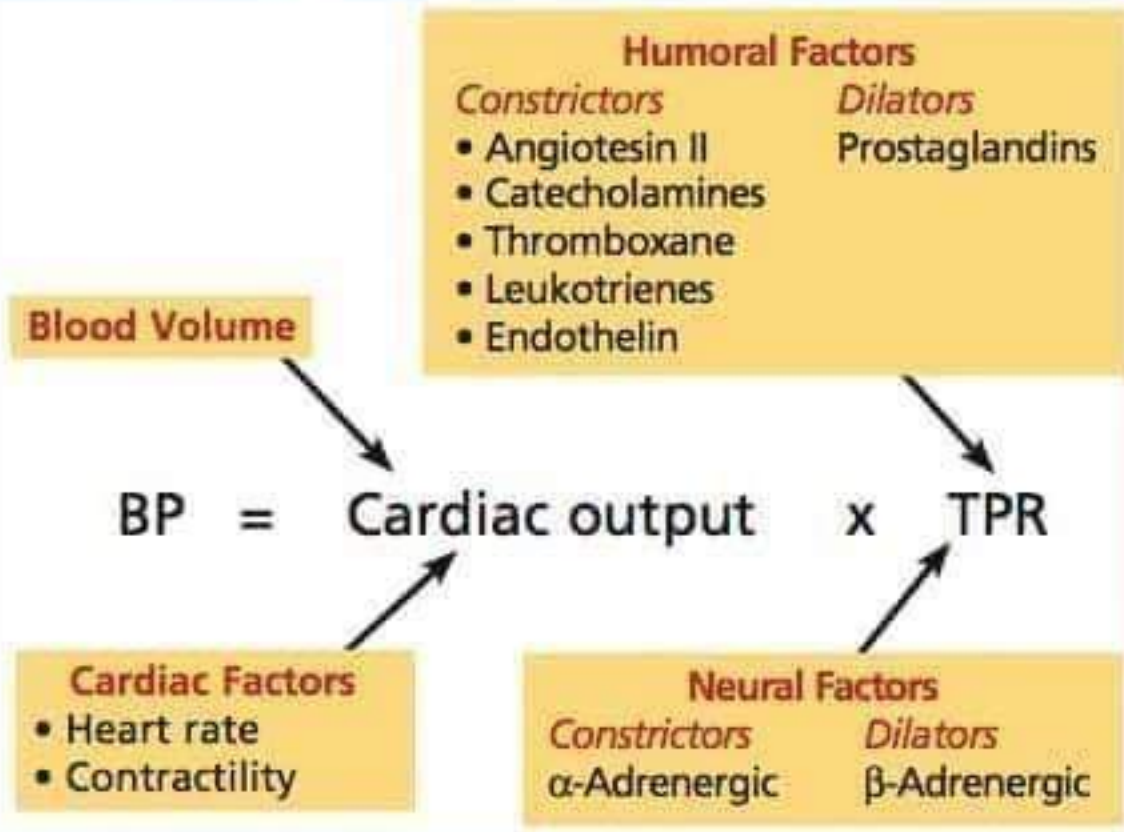 Humoral Factors
Constrictors Dilators
• Angiotesin II Prostaglandins
• Catecholamines
• Thromboxane
• Leukotrienes
• Endothelin
Blood Volume
BP = Cardiac output x TPR
Cardiac Factors
• Heart rate
• Contractility
Neural Factors
Constrictors Dilators
α-Adrenergic β-Adrenergic